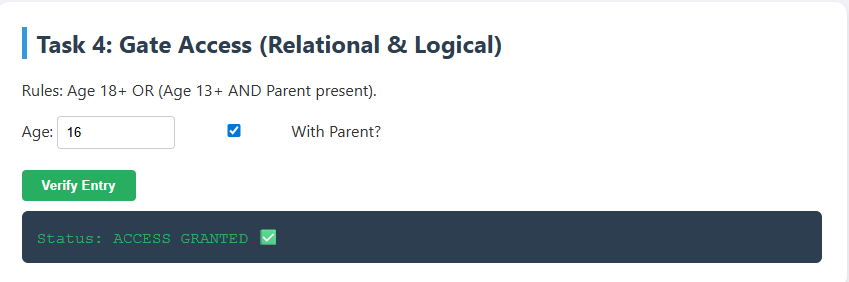 Task 4: Gate Access (Relational & Logical)
Rules: Age 18+ OR (Age 13+ AND Parent present).
Age: 16 With Parent?
Verify Entry
Status: ACCESS GRANTED ✅